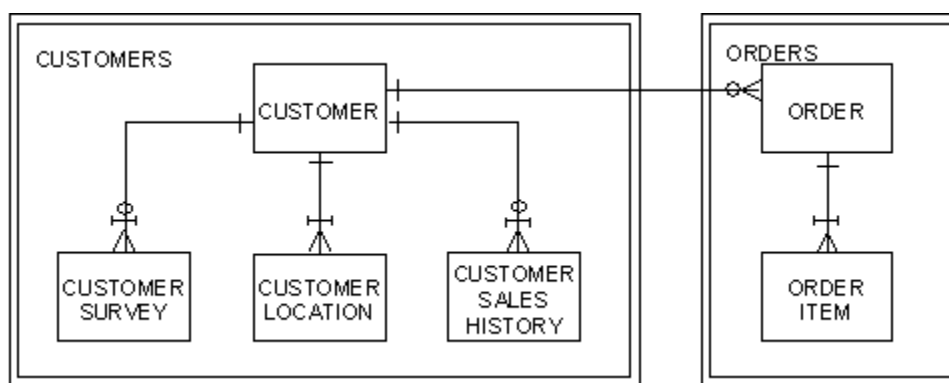 CUSTOMERS
ORDERS
CUSTOMER
ORDER
CUSTOMER
SURVEY
CUSTOMER
LOCATION
CUSTOMER
SALES
HISTORY
ORDER
ITEM